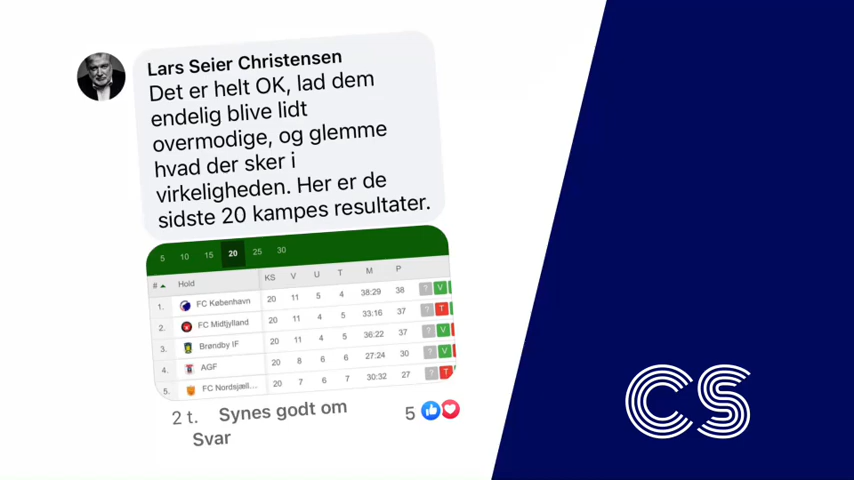 Lars Seier Christensen
Det er helt OK, lad dem
endelig blive lidt
overmodige, og glemme
hvad der sker i
virkeligheden. Her er de
sidste 20 kampes resultater.
5 10 15 20 25 30
# Hold KS V U T M P
1. FC København 20 11 5 4 38:29 38 ? V
2. FC Midtjylland 20 11 4 5 33:16 37 ? T
3. Brøndby IF 20 11 4 5 36:22 37 ? V
4. AGF 20 8 6 6 27:24 30 ? V
5. FC Nordsjæll... 20 7 6 7 30:32 27 ? T
2 t. Synes godt om 5
Svar
CS